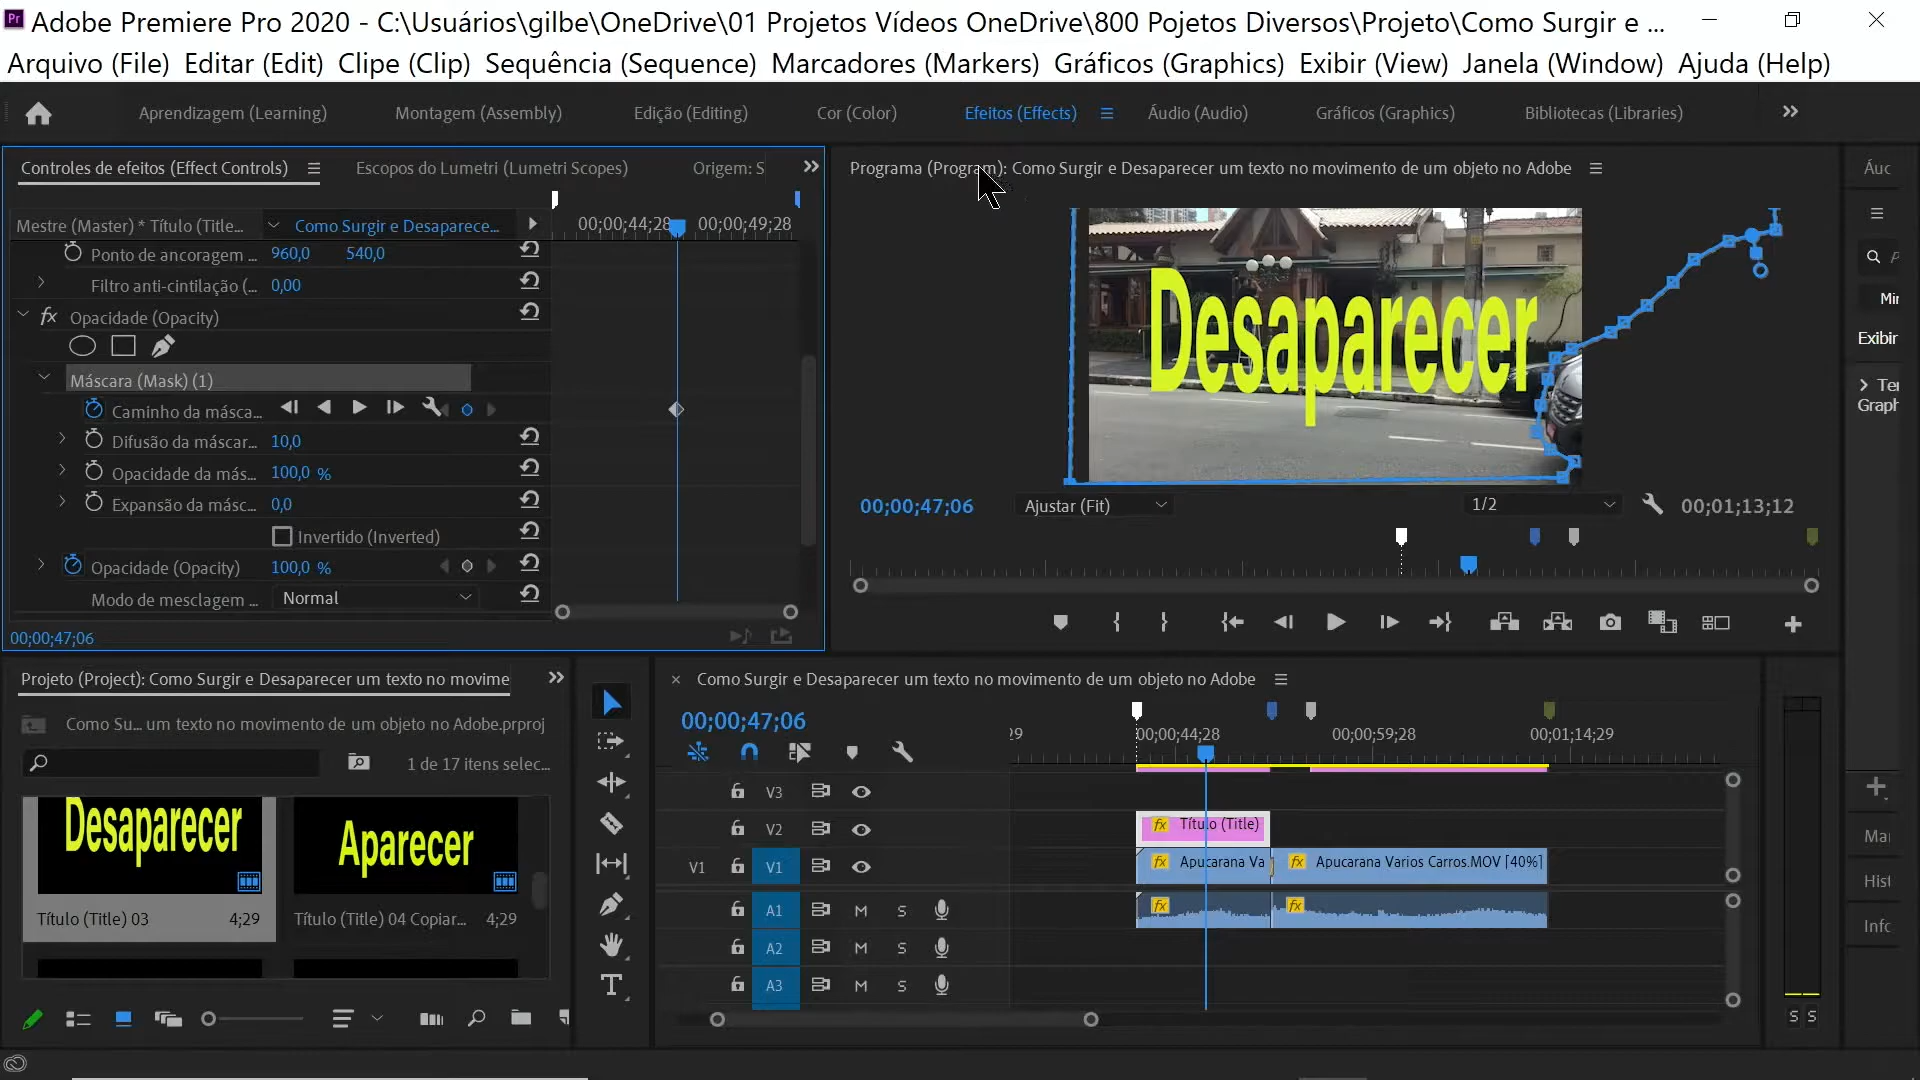 Adobe Premiere Pro 2020 - C:\Usuários\gilbe\OneDrive\01 Projetos Vídeos OneDrive\800 Pojetos Diversos\Projeto\Como Surgir e ...
Arquivo (File) Editar (Edit) Clipe (Clip) Sequência (Sequence) Marcadores (Markers) Gráficos (Graphics) Exibir (View) Janela (Window) Ajuda (Help)
Aprendizagem (Learning) Montagem (Assembly) Edição (Editing) Cor (Color) Efeitos (Effects) Áudio (Audio) Gráficos (Graphics) Bibliotecas (Libraries)
Controles de efeitos (Effect Controls) Escopos do Lumetri (Lumetri Scopes) Origem: S
Programa (Program): Como Surgir e Desaparecer um texto no movimento de um objeto no Adobe
Áuc
Mestre (Master) * Título (Title... Como Surgir e Desaparece... 00;00;44;28 00;00;49;28
Ponto de ancoragem ... 960,0 540,0
Filtro anti-cintilação (... 0,00
fx Opacidade (Opacity)
Máscara (Mask) (1)
Caminho da másca...
Difusão da máscar... 10,0
Opacidade da más... 100,0 %
Expansão da másc... 0,0
Invertido (Inverted)
Opacidade (Opacity) 100,0 %
Modo de mesclagem ... Normal
00;00;47;06
Desaparecer
00;00;47;06 Ajustar (Fit) 1/2 00;01;13;12
Exibir
Graph
Projeto (Project): Como Surgir e Desaparecer um texto no movime
Como Su... um texto no movimento de um objeto no Adobe.prproj
1 de 17 itens selec...
Desaparecer
Aparecer
Título (Title) 03 4;29
Título (Title) 04 Copiar... 4;29
× Como Surgir e Desaparecer um texto no movimento de um objeto no Adobe
00;00;47;06
29 00;00;44;28 00;00;59;28 00;01;14;29
V3
V2 fx Título (Title)
V1 V1 fx Apucarana Va fx Apucarana Varios Carros.MOV [40%]
A1 M S fx fx
A2 M S
A3 M S
Mai
Hist
Info
S S